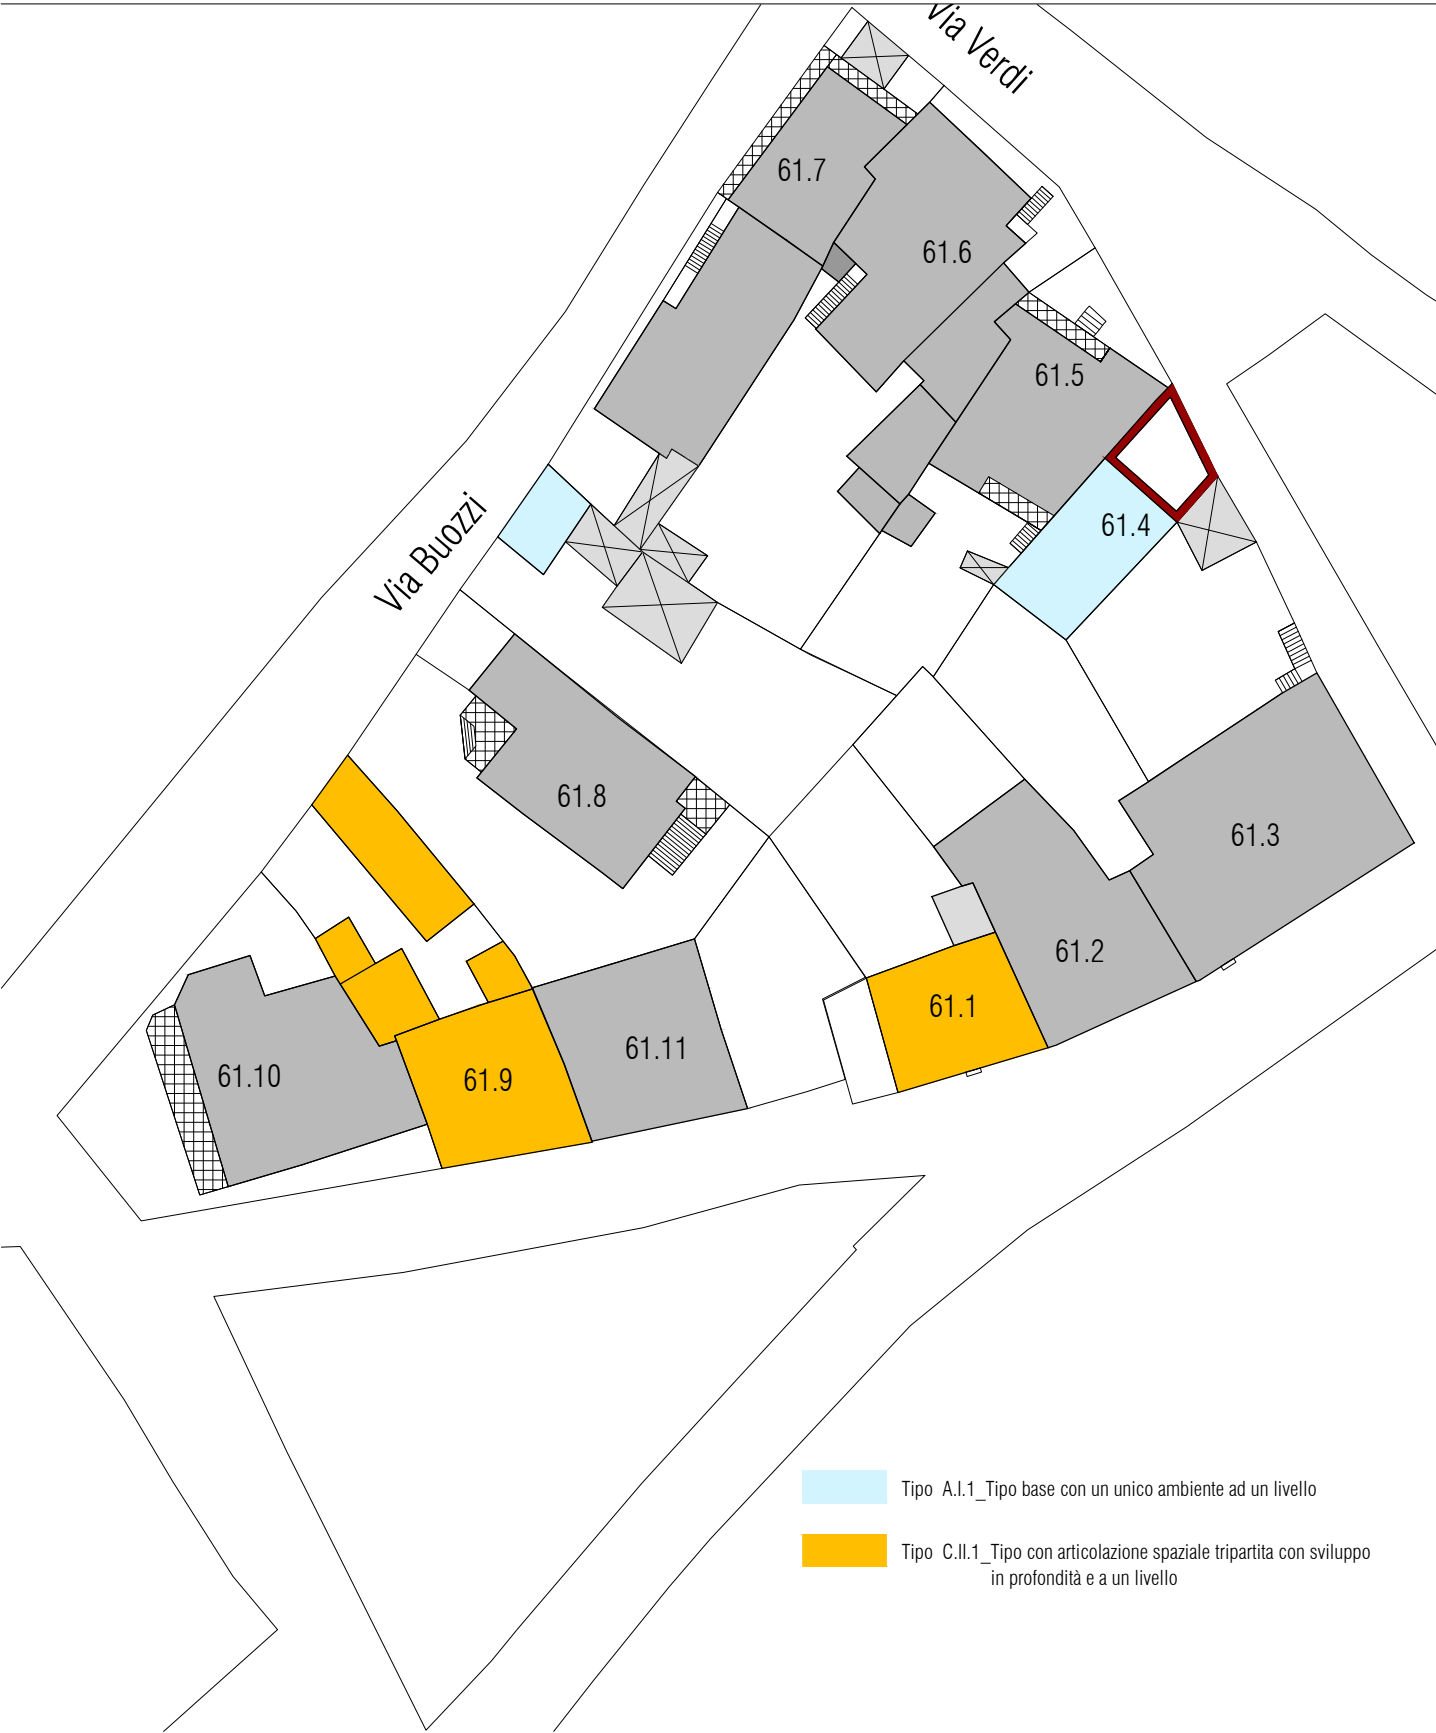 Via Verdi
61.7
61.6
61.5
61.4
Via Buozzi
61.8
61.3
61.2
61.1
61.11
61.10
61.9
Tipo A.I.1_Tipo base con un unico ambiente ad un livello
Tipo C.II.1_Tipo con articolazione spaziale tripartita con sviluppo
in profondità e a un livello